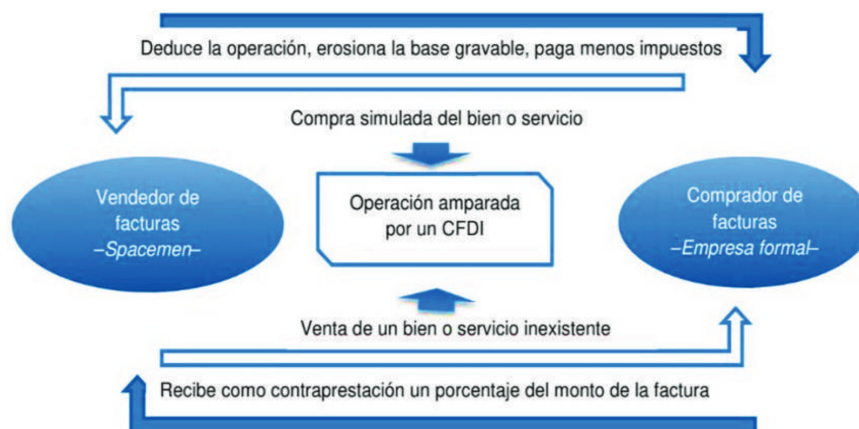 Deduce la operación, erosiona la base gravable, paga menos impuestos
Compra simulada del bien o servicio
Vendedor de
facturas
–Spacemen–
Operación amparada
por un CFDI
Comprador de
facturas
–Empresa formal–
Venta de un bien o servicio inexistente
Recibe como contraprestación un porcentaje del monto de la factura